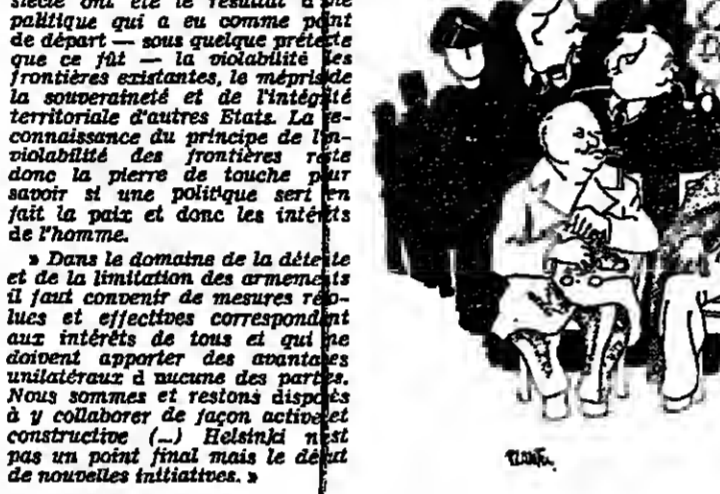 siècle ont été le résultat d'une
politique qui a eu comme point
de départ — sous quelque prétexte
que ce fût — la violabilité des
frontières existantes, le mépris de
la souveraineté et de l'intégrité
territoriale d'autres Etats. La re-
connaissance du principe de l'in-
violabilité des frontières reste
donc la pierre de touche pour
savoir si une politique sert en
fait la paix et donc les intérêts
de l'homme.
» Dans le domaine de la détente
et de la limitation des armements
il faut convenir de mesures réso-
lues et effectives correspondant
aux intérêts de tous et qui ne
doivent apporter des avantages
unilatéraux à aucune des parties.
Nous sommes et restons disposés
à y collaborer de façon active et
constructive (...) Helsinki n'est
pas un point final mais le début
de nouvelles initiatives. »
PLANTU.